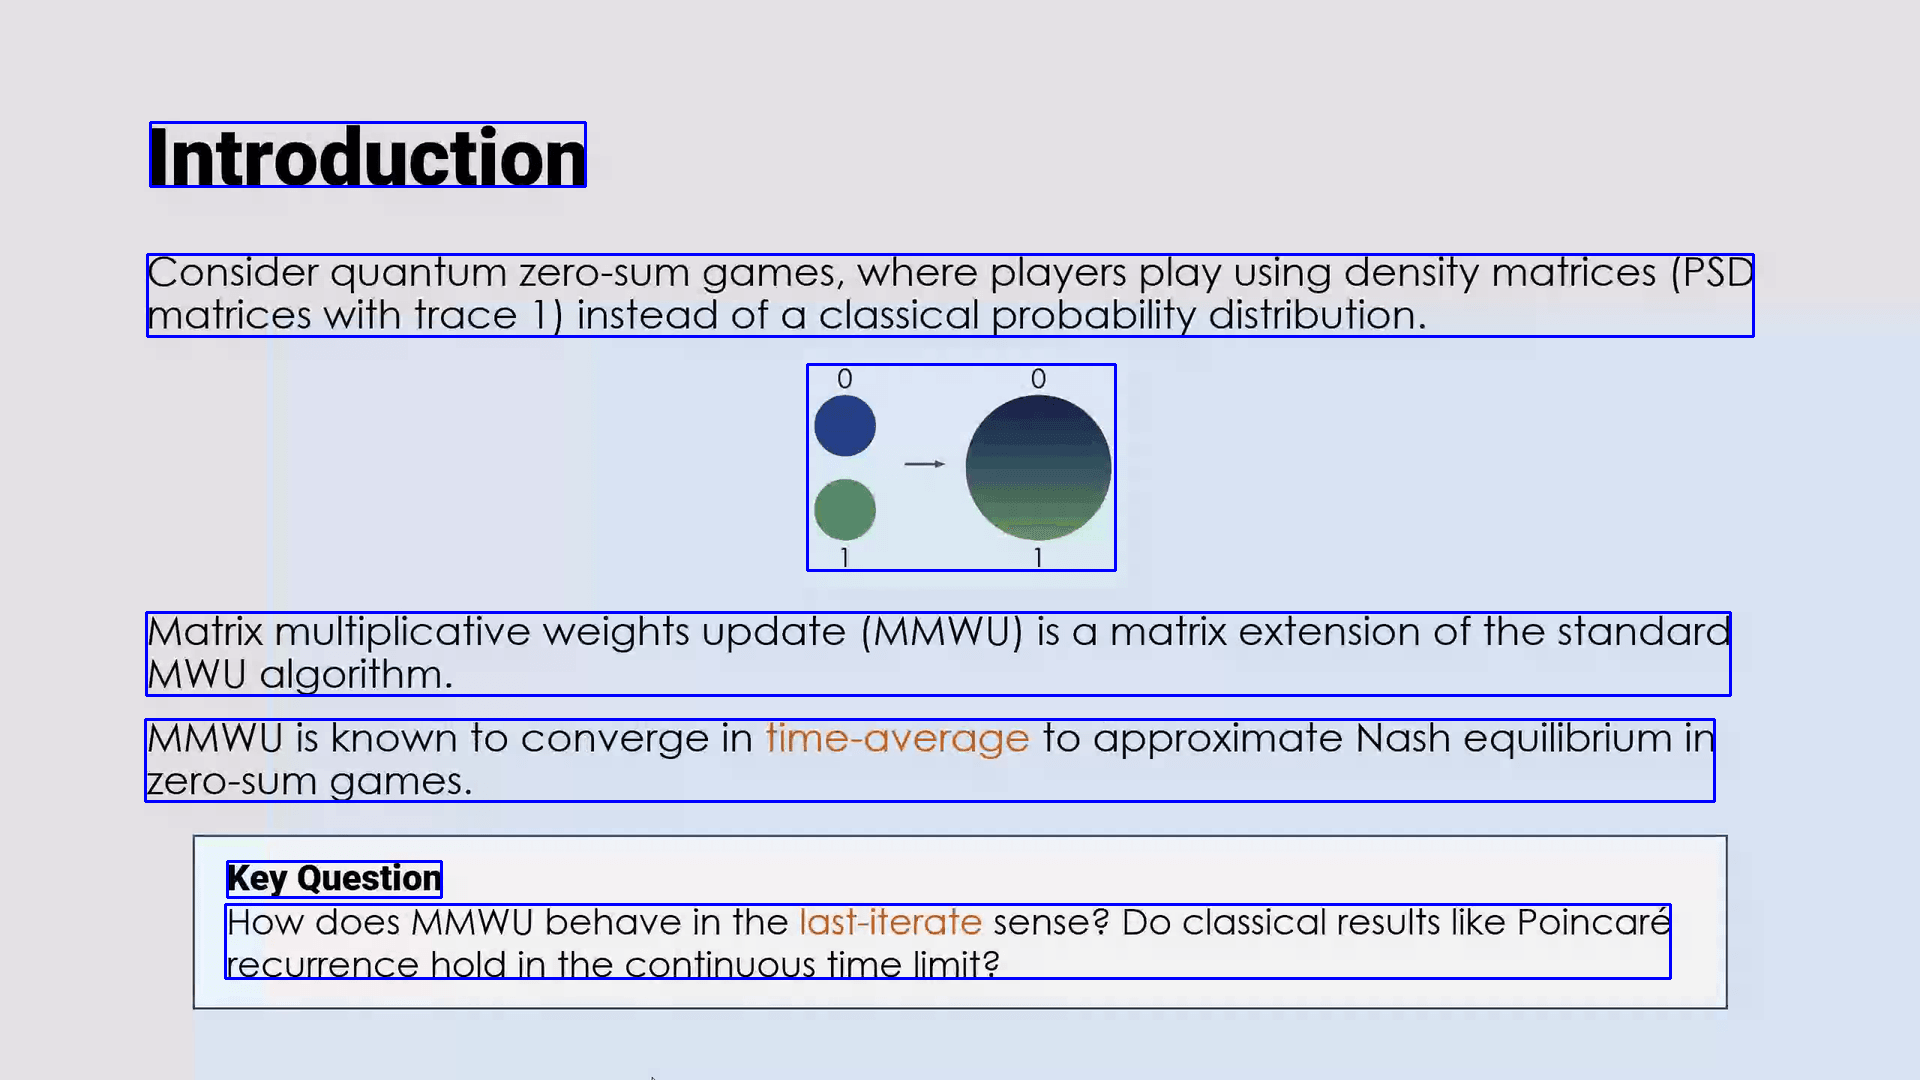 Introduction
Consider quantum zero-sum games, where players play using density matrices (PSD
matrices with trace 1) instead of a classical probability distribution.
0 0
1 1
Matrix multiplicative weights update (MMWU) is a matrix extension of the standard
MWU algorithm.
MMWU is known to converge in time-average to approximate Nash equilibrium in
zero-sum games.
Key Question
How does MMWU behave in the last-iterate sense? Do classical results like Poincaré
recurrence hold in the continuous time limit?